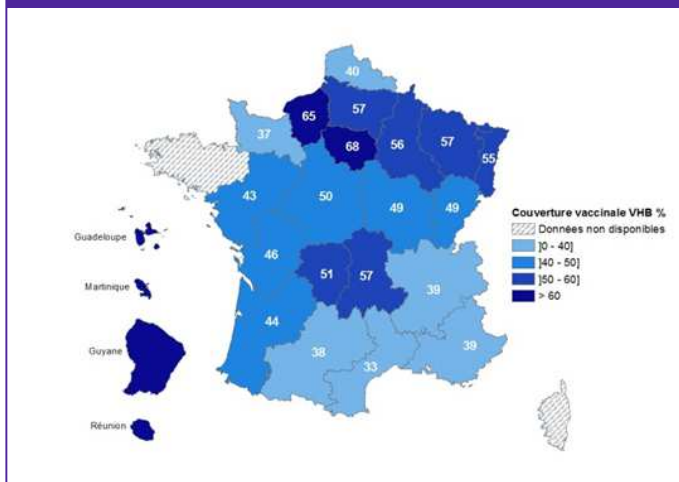 40
57
65
37
68
56
57
55
43
50
49
49
46
51
57
39
44
38
33
39
Guadeloupe
Martinique
Guyane
Réunion
Couverture vaccinale VHB %
Données non disponibles
]0 - 40]
]40 - 50]
]50 - 60]
> 60